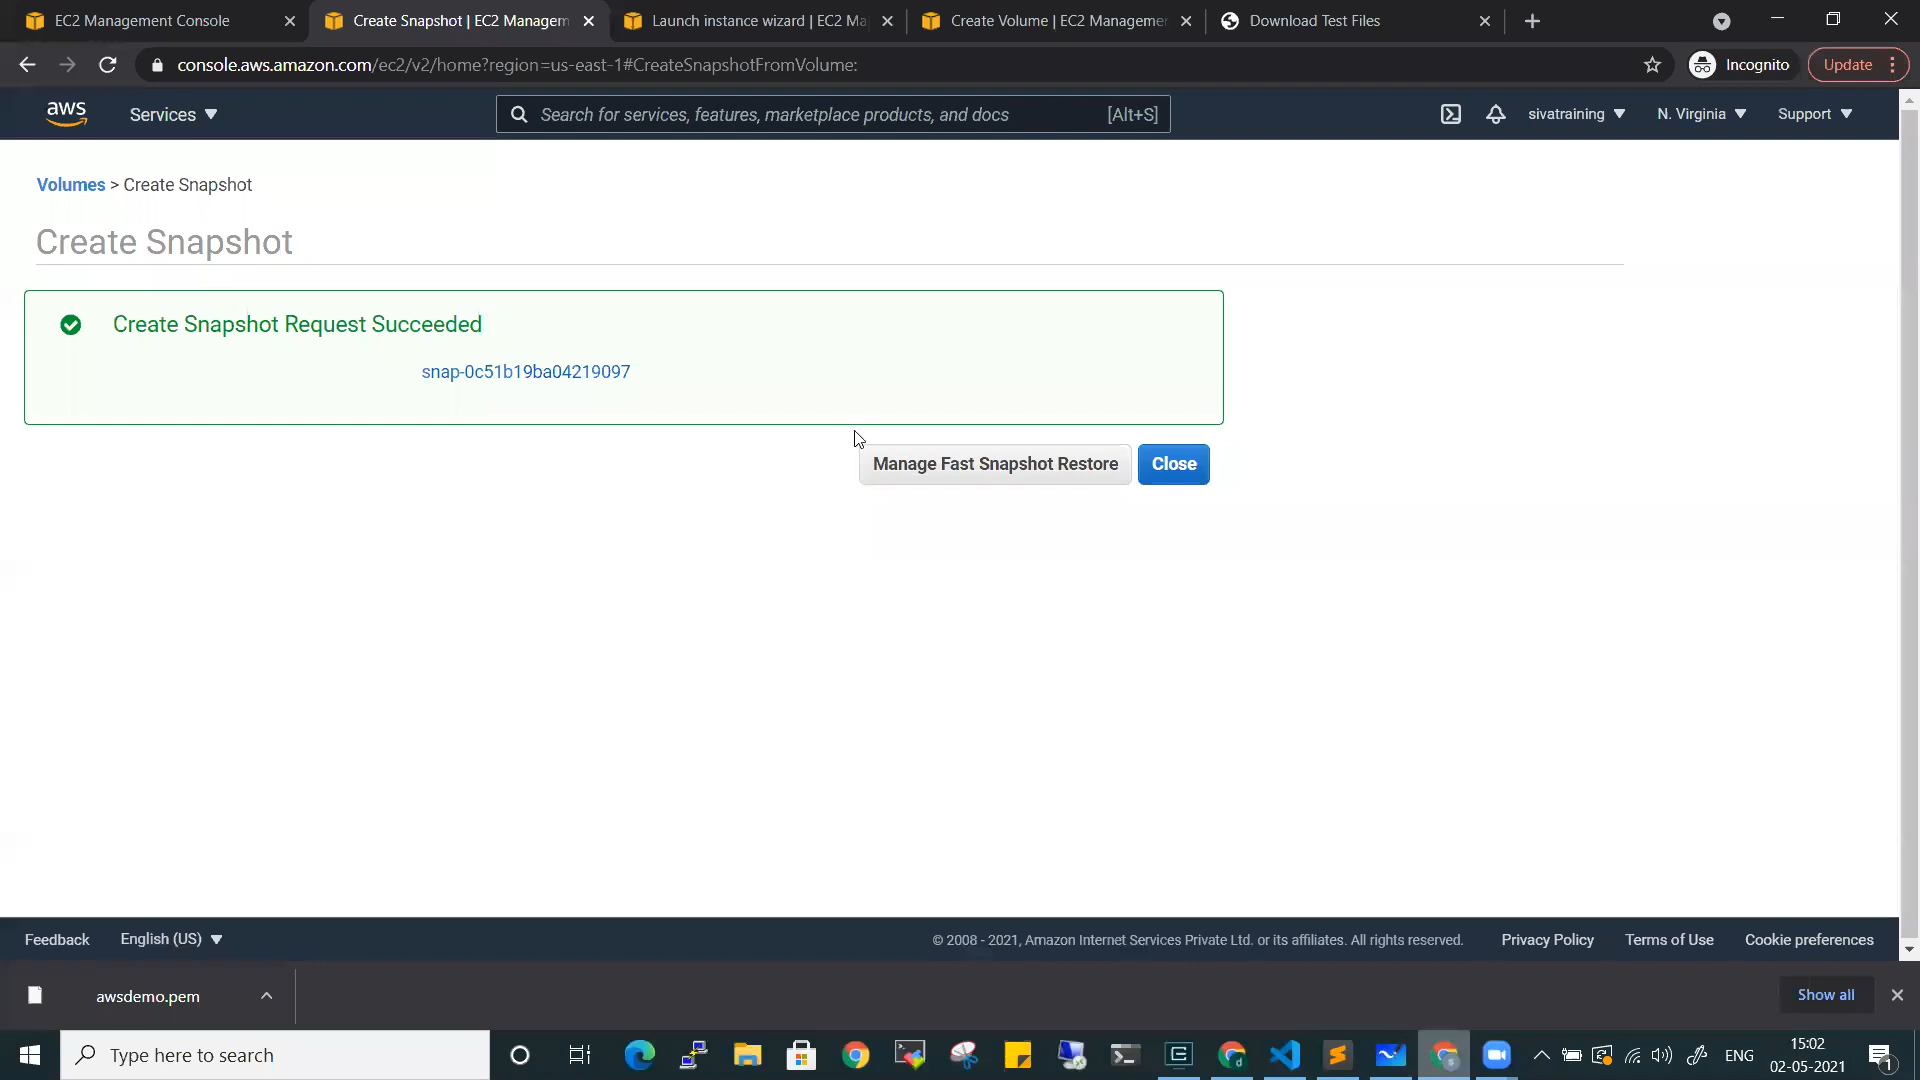 EC2 Management Console
Create Snapshot | EC2 Managem
Launch instance wizard | EC2 Ma
Create Volume | EC2 Managemen
Download Test Files
console.aws.amazon.com/ec2/v2/home?region=us-east-1#CreateSnapshotFromVolume:
Incognito
Update
aws
Services
Search for services, features, marketplace products, and docs
[Alt+S]
sivatraining
N. Virginia
Support
Volumes > Create Snapshot
Create Snapshot
Create Snapshot Request Succeeded
snap-0c51b19ba04219097
Manage Fast Snapshot Restore
Close
Feedback
English (US)
© 2008 - 2021, Amazon Internet Services Private Ltd. or its affiliates. All rights reserved.
Privacy Policy
Terms of Use
Cookie preferences
awsdemo.pem
Show all
Type here to search
ENG
15:02
02-05-2021
1